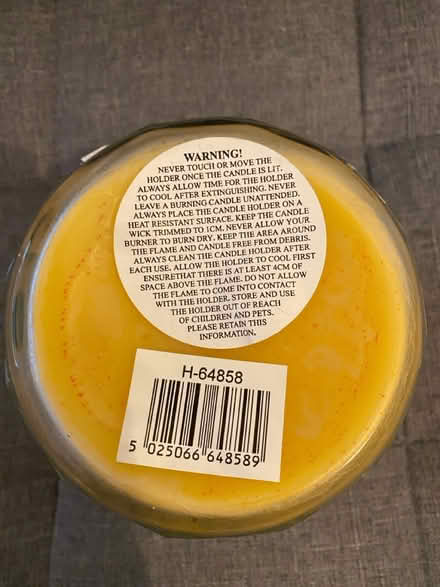 WARNING!
NEVER TOUCH OR MOVE THE
HOLDER ONCE THE CANDLE IS LIT.
ALWAYS ALLOW TIME FOR THE HOLDER
TO COOL AFTER EXTINGUISHING. NEVER
LEAVE A BURNING CANDLE UNATTENDED.
ALWAYS PLACE THE CANDLE HOLDER ON A
HEAT RESISTANT SURFACE. KEEP THE CANDLE
WICK TRIMMED TO 1CM. NEVER ALLOW YOUR
BURNER TO BURN DRY. KEEP THE AREA AROUND
THE FLAME AND CANDLE FREE FROM DEBRIS.
ALWAYS CLEAN THE CANDLE HOLDER AFTER
EACH USE. ALLOW THE HOLDER TO COOL FIRST
ENSURETHAT THERE IS AT LEAST 4CM OF
SPACE ABOVE THE FLAME. DO NOT ALLOW
THE FLAME TO COME INTO CONTACT
WITH THE HOLDER. STORE AND USE
THE HOLDER OUT OF REACH
OF CHILDREN AND PETS.
PLEASE RETAIN THIS
INFORMATION.
H-64858
5 025066 648589